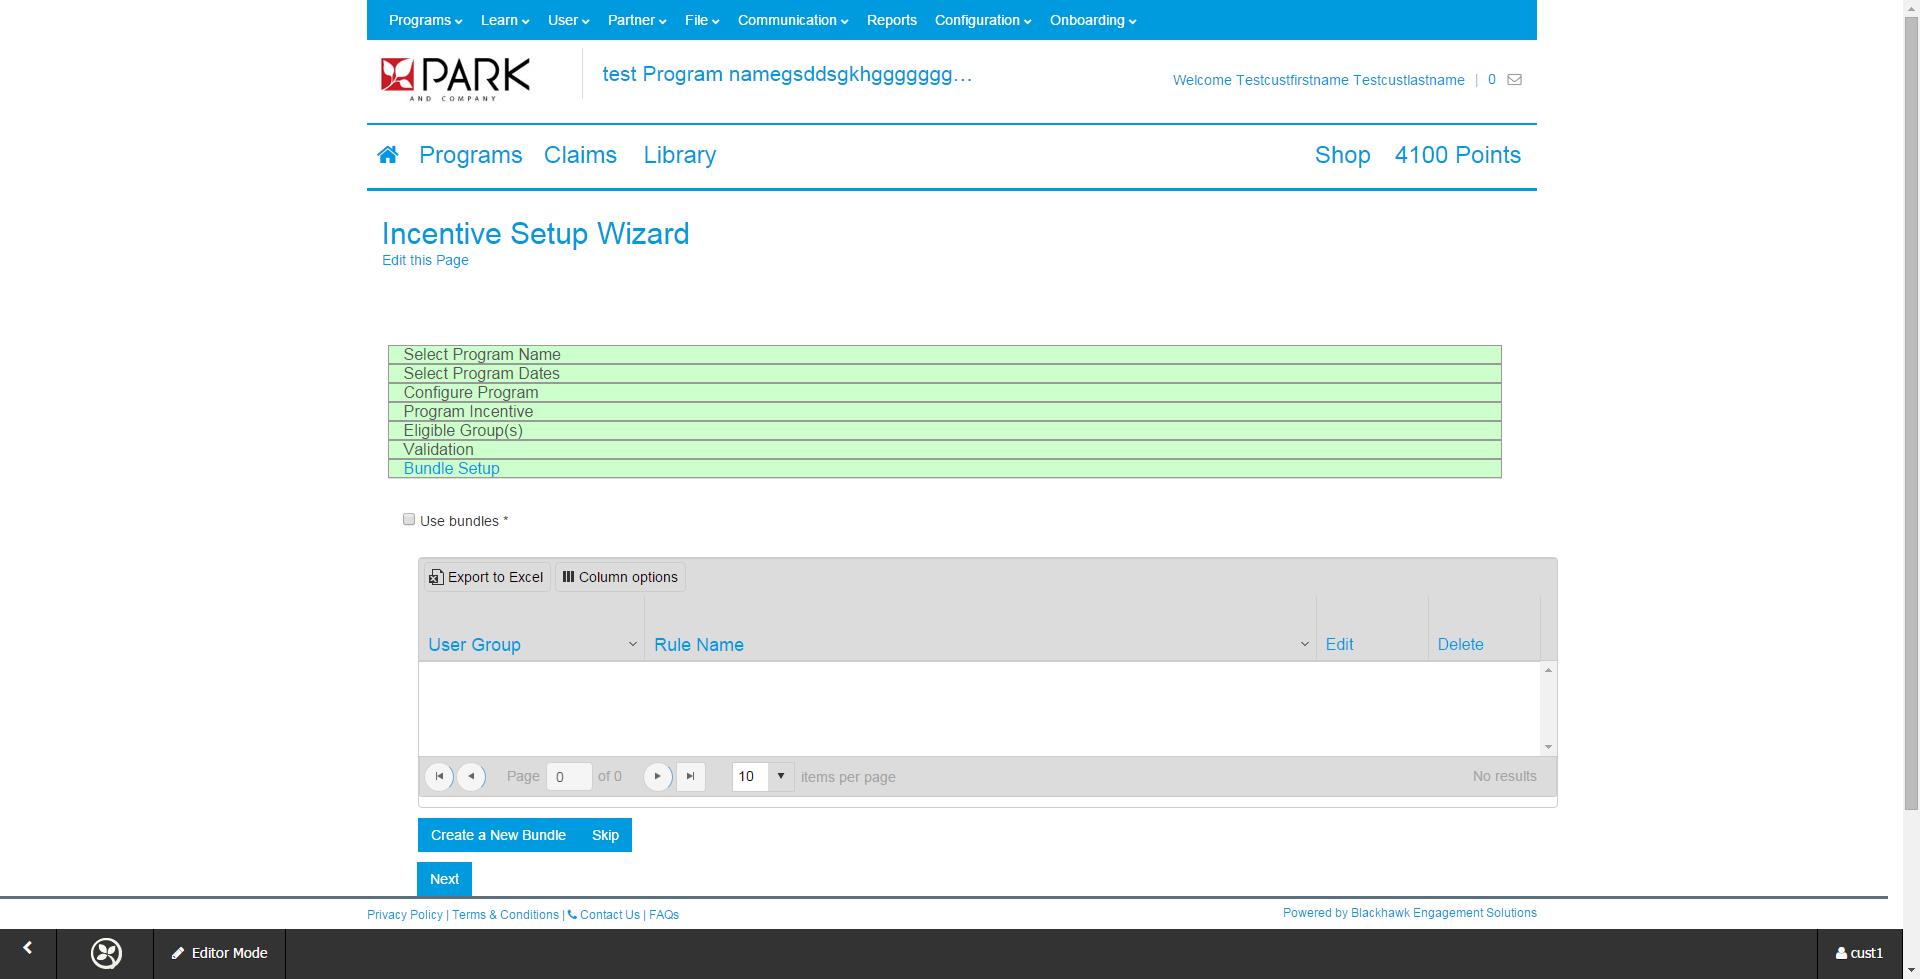 Programs Learn User Partner File Communication Reports Configuration Onboarding
PARK
AND COMPANY
test Program namegsddsgkhggggggg...
Welcome Testcustfirstname Testcustlastname | 0
Programs Claims Library Shop 4100 Points
Incentive Setup Wizard
Edit this Page
Select Program Name
Select Program Dates
Configure Program
Program Incentive
Eligible Group(s)
Validation
Bundle Setup
Use bundles *
Export to Excel Column options
User Group Rule Name Edit Delete
Page 0 of 0 10 items per page No results
Create a New Bundle Skip
Next
Privacy Policy | Terms & Conditions | Contact Us | FAQs
Powered by Blackhawk Engagement Solutions
Editor Mode cust1